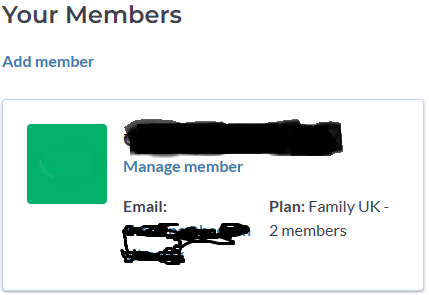 Your Members
Add member
Manage member
Email:
Plan: Family UK -
2 members